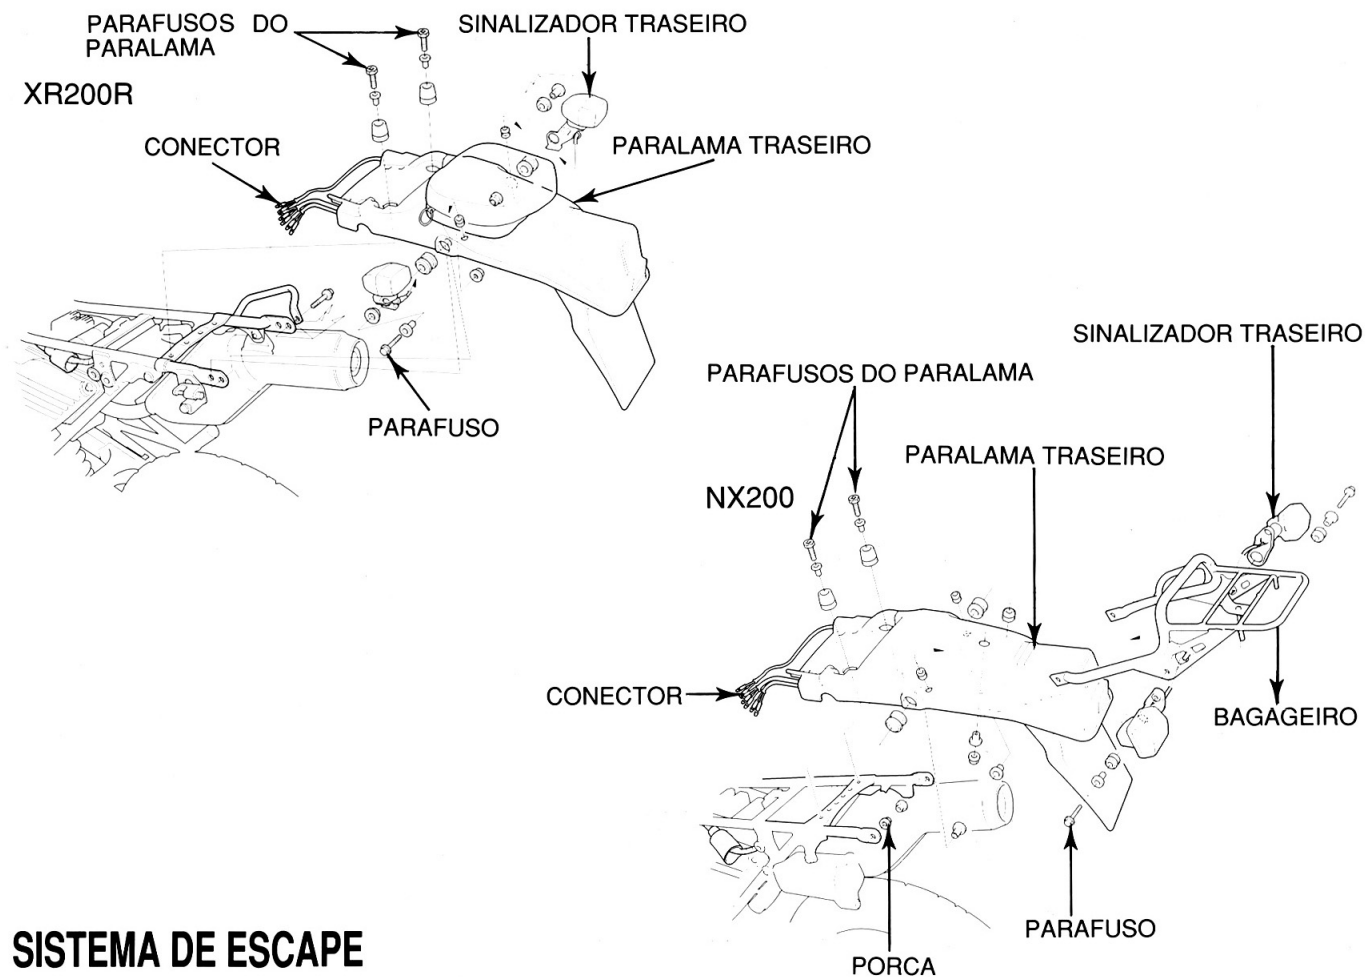 PARAFUSOS DO
PARALAMA
SINALIZADOR TRASEIRO
XR200R
CONECTOR
PARALAMA TRASEIRO
PARAFUSO
SINALIZADOR TRASEIRO
PARAFUSOS DO PARALAMA
PARALAMA TRASEIRO
NX200
CONECTOR
BAGAGEIRO
PARAFUSO
PORCA
SISTEMA DE ESCAPE